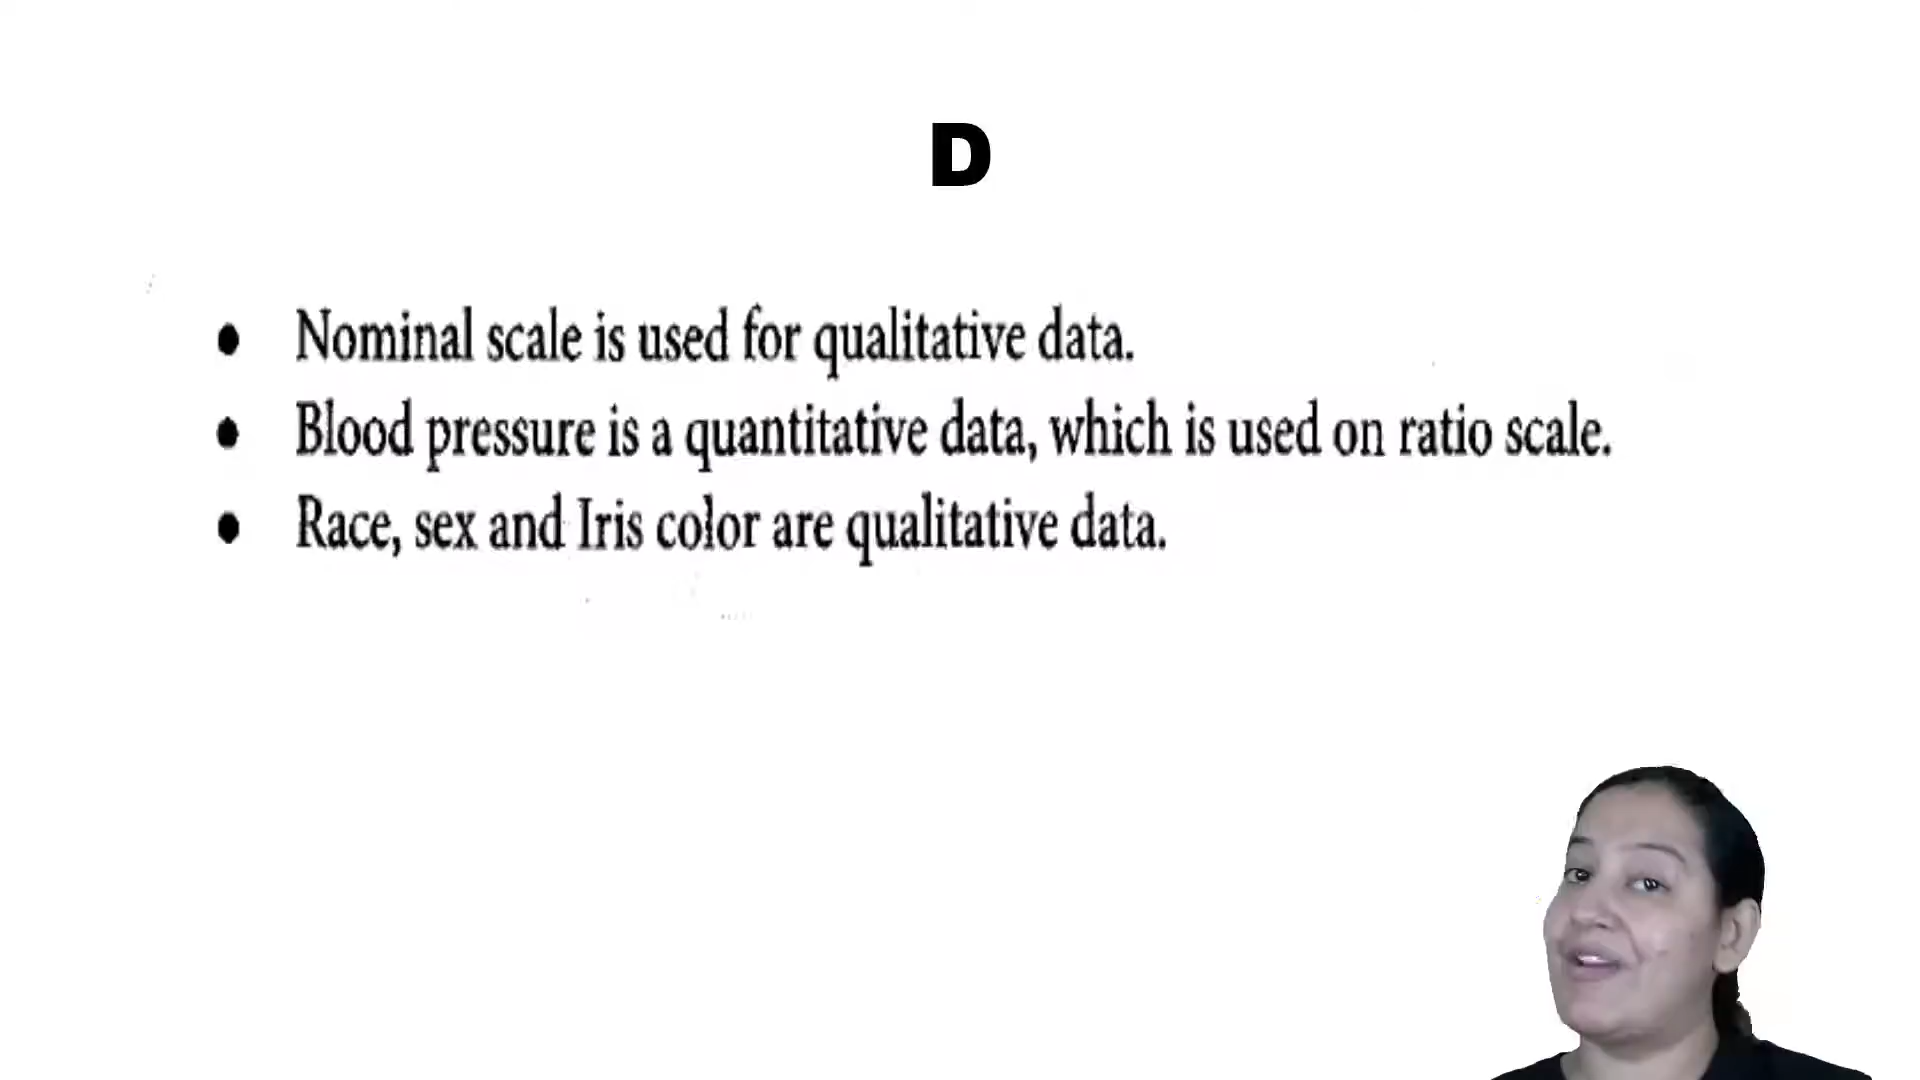 D
• Nominal scale is used for qualitative data.
• Blood pressure is a quantitative data, which is used on ratio scale.
• Race, sex and Iris color are qualitative data.